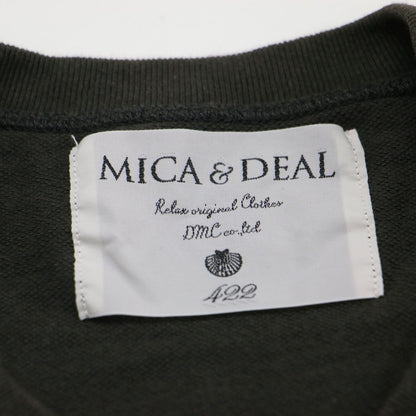 MICA & DEAL
Relax original Clothes
DMC co.,ltd.
422